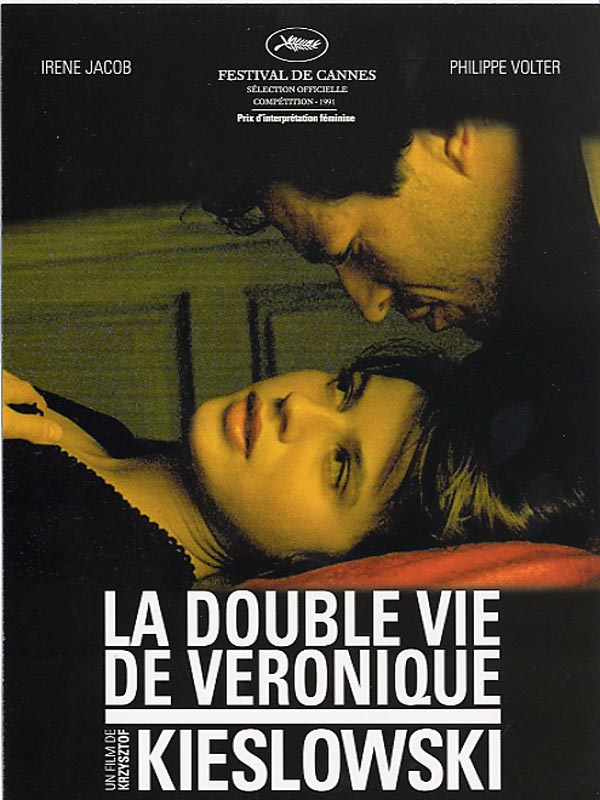 IRENE JACOB
FESTIVAL DE CANNES
SÉLECTION OFFICIELLE
COMPÉTITION - 1991
Prix d'interprétation féminine
PHILIPPE VOLTER
LA DOUBLE VIE
DE VERONIQUE
UN FILM DE
KRZYSZTOF
KIESLOWSKI